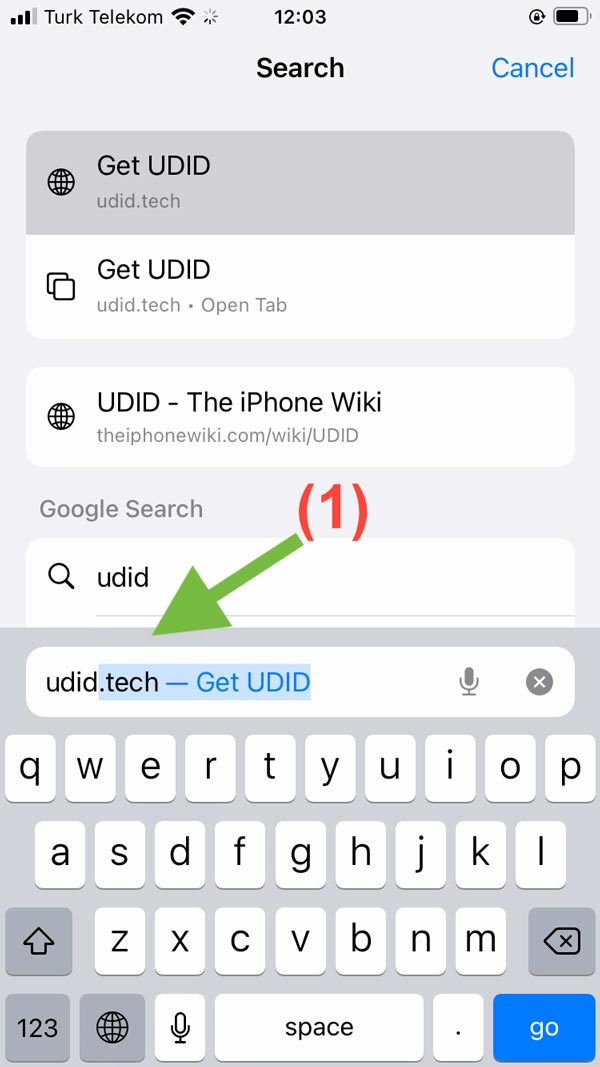 Turk Telekom 12:03
Search Cancel
Get UDID
udid.tech
Get UDID
udid.tech • Open Tab
UDID - The iPhone Wiki
theiphonewiki.com/wiki/UDID
Google Search
(1)
udid
udid.tech — Get UDID
q w e r t y u i o p
a s d f g h j k l
z x c v b n m
123 space . go